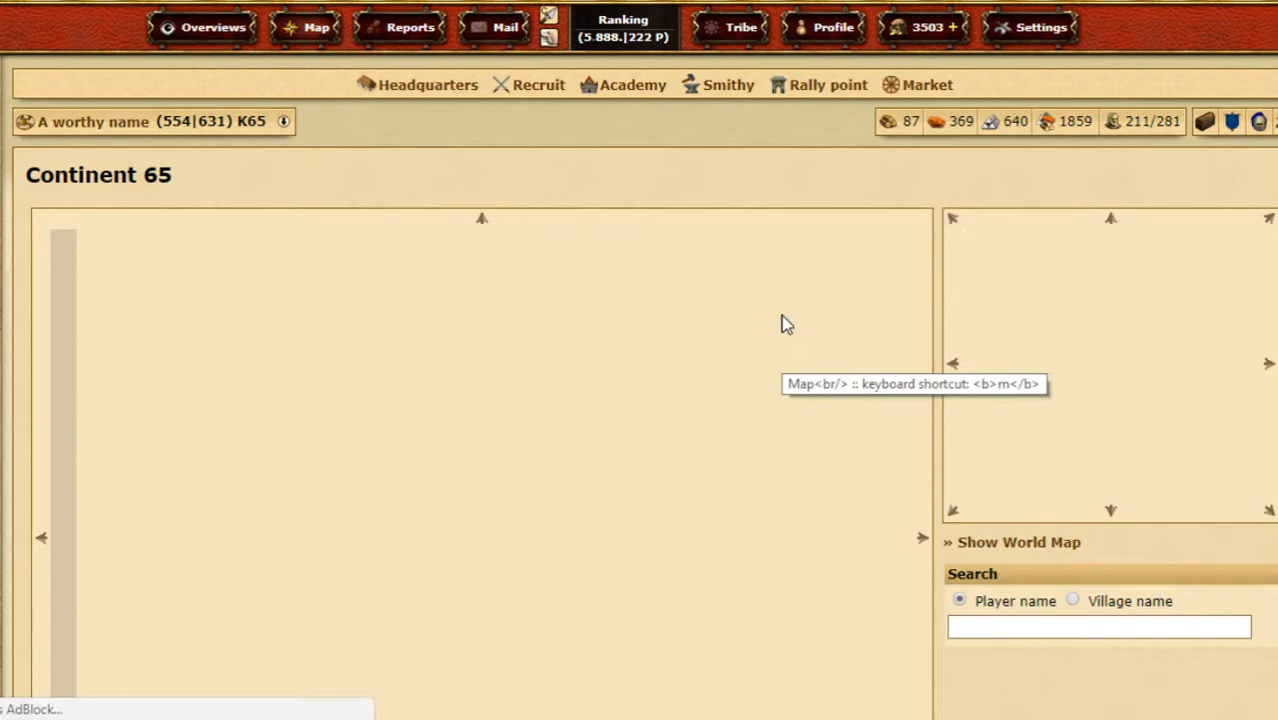 Overviews Map Reports Mail Ranking Tribe Profile 3503 + Settings
(5.888.|222 P)
Headquarters Recruit Academy Smithy Rally point Market
A worthy name (554|631) K65 87 369 640 1859 211/281
Continent 65
Map<br/> :: keyboard shortcut: <b>m</b>
» Show World Map
Search
Player name Village name
AdBlock...